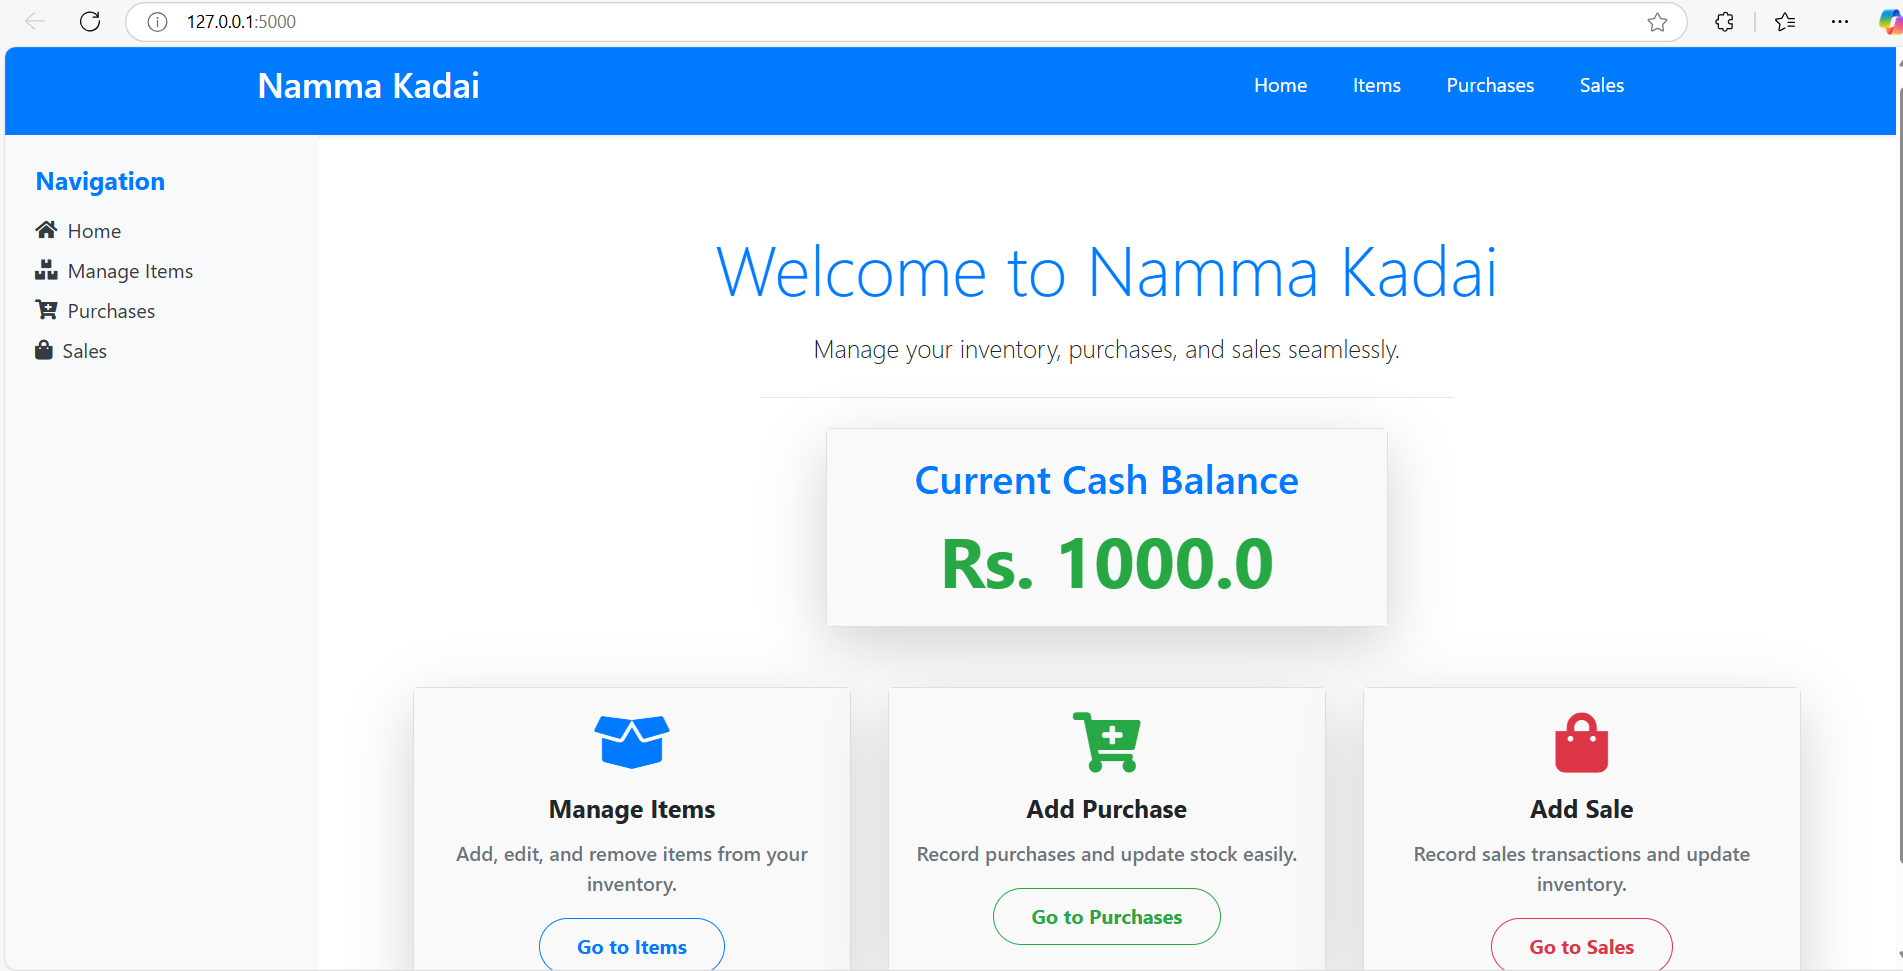 127.0.0.1:5000
Namma Kadai
Home Items Purchases Sales
Navigation
Home
Manage Items
Purchases
Sales
Welcome to Namma Kadai
Manage your inventory, purchases, and sales seamlessly.
Current Cash Balance
Rs. 1000.0
Manage Items
Add, edit, and remove items from your
inventory.
Go to Items
Add Purchase
Record purchases and update stock easily.
Go to Purchases
Add Sale
Record sales transactions and update
inventory.
Go to Sales